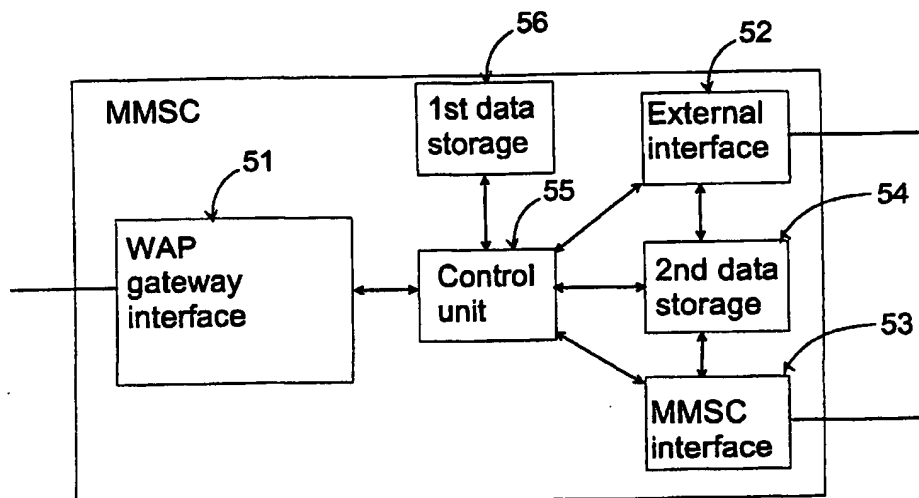 56
52
MMSC
1st data
storage
External
interface
51
55
54
WAP
gateway
interface
Control
unit
2nd data
storage
53
MMSC
interface